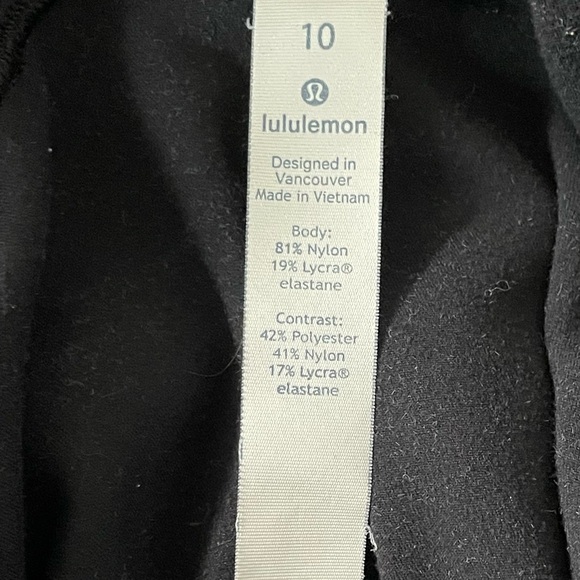 10
lululemon
Designed in
Vancouver
Made in Vietnam
Body:
81% Nylon
19% Lycra®
elastane
Contrast:
42% Polyester
41% Nylon
17% Lycra®
elastane